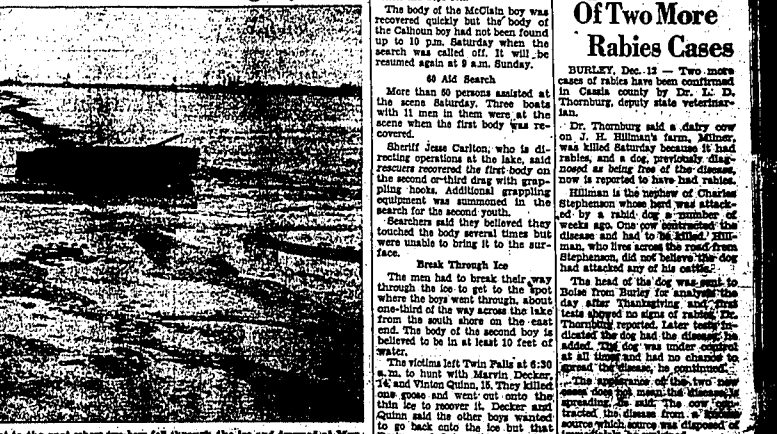 The body of the McClain boy was
recovered quickly but the body of
the Calhoun boy had not been found
up to 10 p.m. Saturday when the
search was called off. It will be
resumed again at 9 a.m. Sunday.
60 Aid Search
More than 60 persons assisted at
the scene Saturday. Three boats
with 11 men in them were at the
scene when the first body was re-
covered.
Sheriff Jesse Carlton, who is di-
recting operations at the lake, said
rescuers recovered the first body on
the second or third drag with grap-
pling hooks. Additional grappling
equipment was summoned in the
search for the second youth.
Searchers said they believed they
touched the body several times but
were unable to bring it to the sur-
face.
Break Through Ice
The men had to break their way
through the ice to get to the spot
where the boys went through, about
one-third of the way across the lake
from the south shore on the east
end. The body of the second boy is
believed to be in at least 10 feet of
water.
The victims left Twin Falls at 6:30
a.m. to hunt with Marvin Decker,
14, and Vinton Quinn, 15. They killed
one goose and went out onto the
thin ice to recover it. Decker and
Quinn said the other boys wanted
to go back onto the ice but that
Of Two More
Rabies Cases
BURLEY, Dec. 12 — Two more
cases of rabies have been confirmed
in Cassia county by Dr. L. D.
Thornburg, deputy state veterinar-
ian.
Dr. Thornburg said a dairy cow
on J. H. Hillman's farm, Milner,
was killed Saturday because it had
rabies, and a dog, previously diag-
nosed as being free of the disease,
now is reported to have had rabies.
Hillman is the nephew of Charles
Stephenson whose herd was attack-
ed by a rabid dog a number of
weeks ago. One cow contracted the
disease and had to be killed. Hill-
man, who lives across the road from
Stephenson, did not believe the dog
had attacked any of his cattle.
The head of the dog was sent to
Boise from Burley for analysis the
day after Thanksgiving and first
tests showed no signs of rabies, Dr.
Thornburg reported. Later tests in-
dicated the dog had the disease, he
added. The dog was under control
at all times and had no chance to
spread the disease, he continued.
The appearance of the two new
cases does not mean the disease is
spreading, he said. The cow con-
tracted the disease from a known
source which source was disposed of